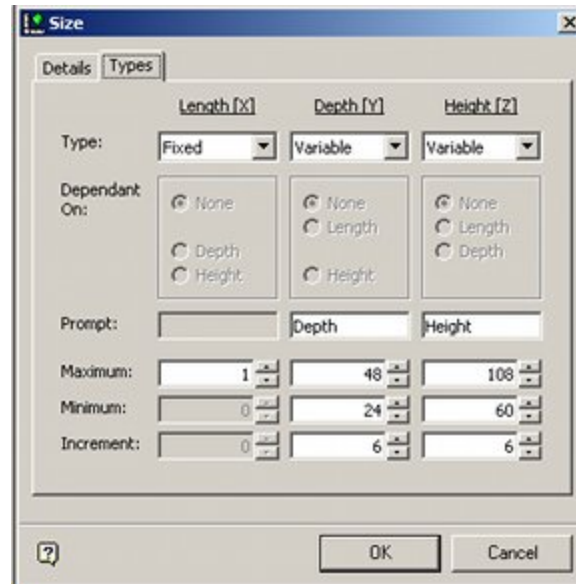 Size
Details Types
Length [X] Depth [Y] Height [Z]
Type: Fixed Variable Variable
Dependant On: None None None
Length Length
Depth Depth
Height Height
Prompt: Depth Height
Maximum: 1 48 108
Minimum: 0 24 60
Increment: 0 6 6
OK Cancel